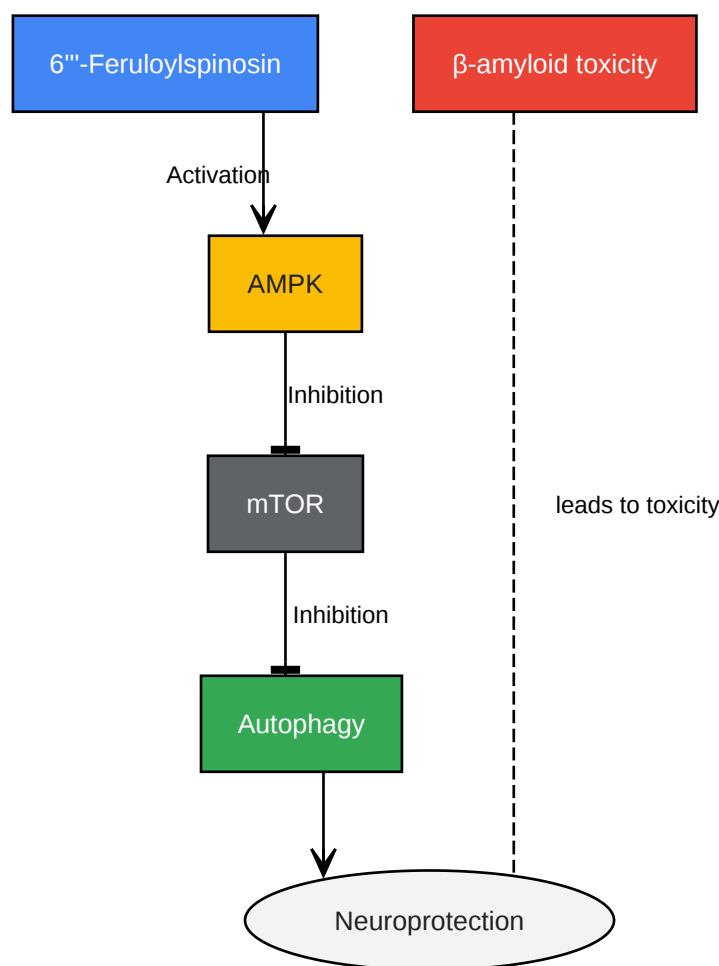 6'''-Feruloylspinosin
β-amyloid toxicity
Activation
AMPK
Inhibition
mTOR
leads to toxicity
Inhibition
Autophagy
Neuroprotection